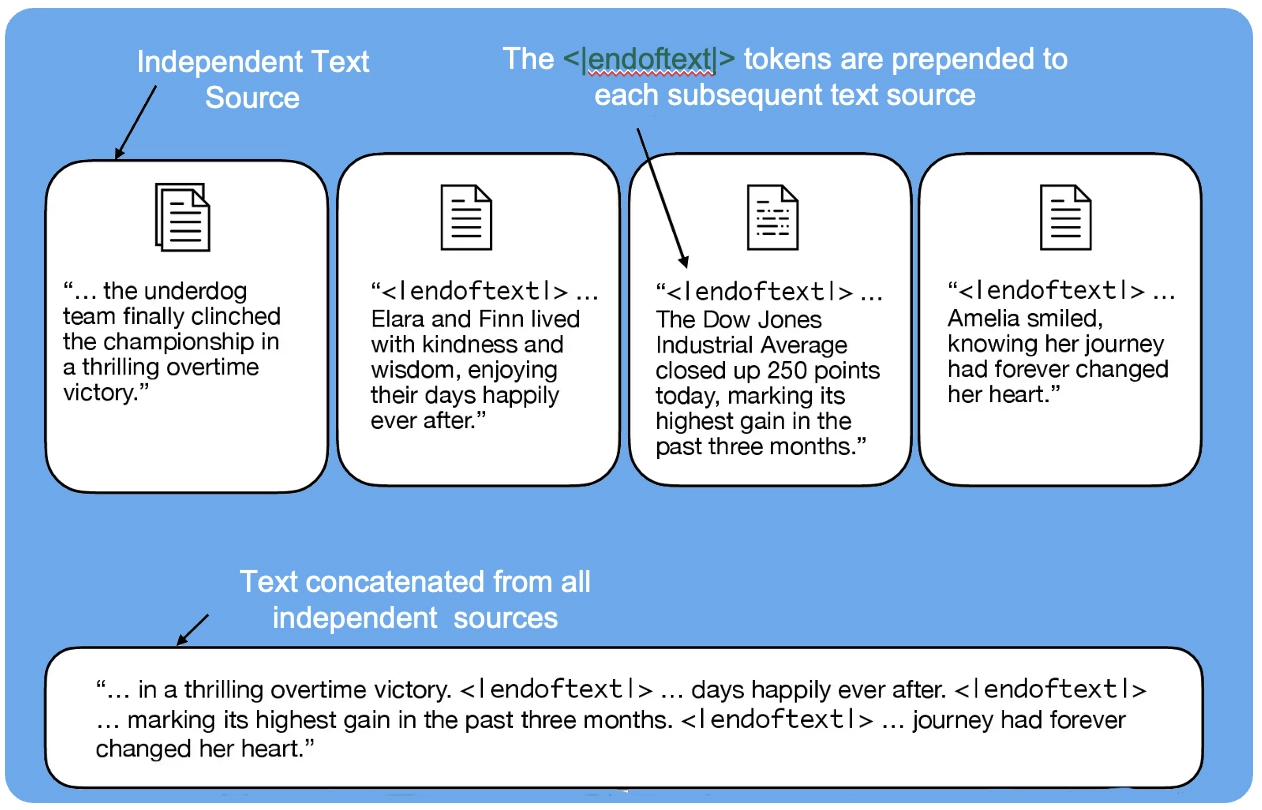 Independent Text
Source
The <|endoftext|> tokens are prepended to
each subsequent text source
“… the underdog
team finally clinched
the championship in
a thrilling overtime
victory.”
“<|endoftext|> …
Elara and Finn lived
with kindness and
wisdom, enjoying
their days happily
ever after.”
“<|endoftext|> …
The Dow Jones
Industrial Average
closed up 250 points
today, marking its
highest gain in the
past three months.”
“<|endoftext|> …
Amelia smiled,
knowing her journey
had forever changed
her heart.”
Text concatenated from all
independent sources
“… in a thrilling overtime victory. <|endoftext|> … days happily ever after. <|endoftext|>
… marking its highest gain in the past three months. <|endoftext|> … journey had forever
changed her heart.”